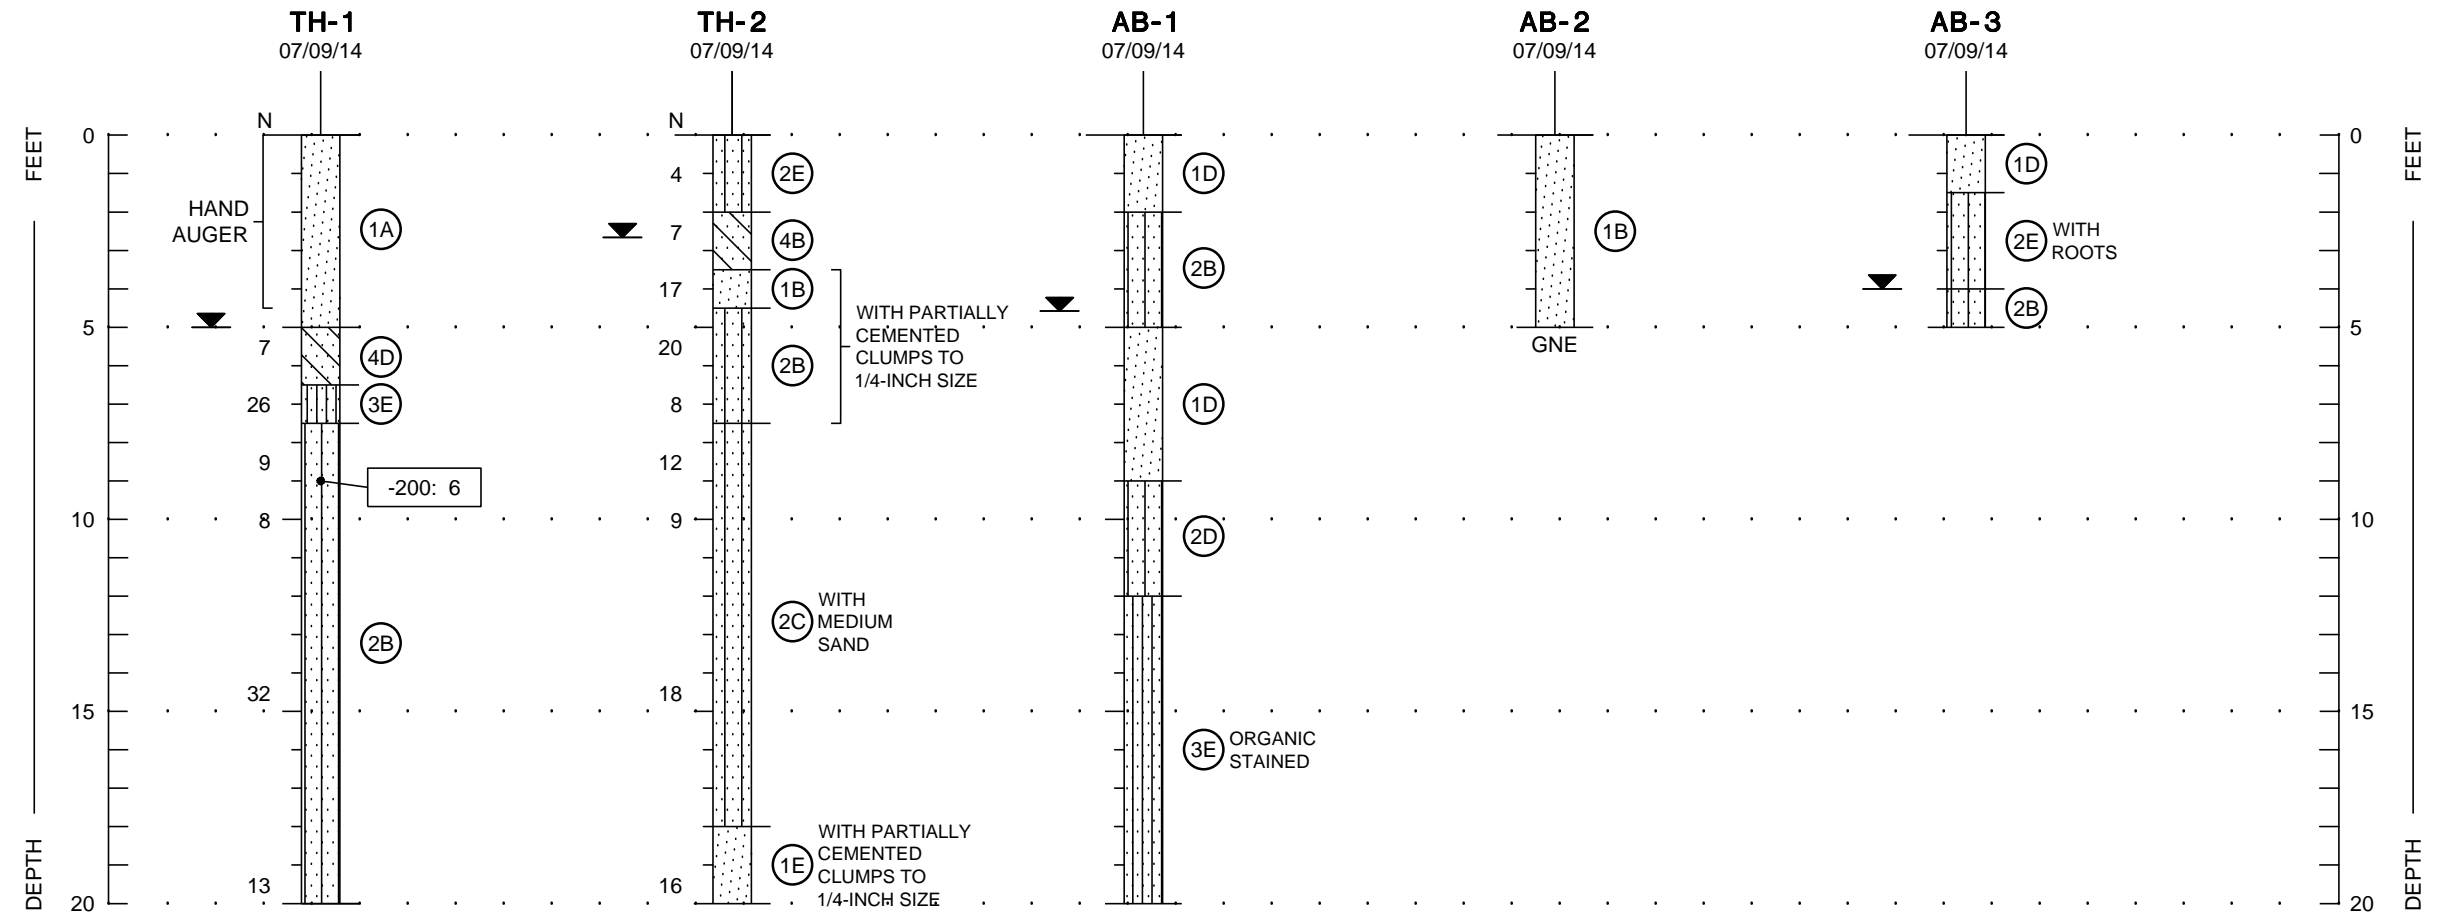 TH-1
07/09/14
TH-2
07/09/14
AB-1
07/09/14
AB-2
07/09/14
AB-3
07/09/14
FEET
DEPTH
0
5
10
15
20
N
HAND
AUGER
7
26
9
8
32
13
1A
4D
3E
-200: 6
2B
N
4
7
17
20
8
12
9
18
16
2E
4B
1B
2B
WITH PARTIALLY
CEMENTED
CLUMPS TO
1/4-INCH SIZE
2C
WITH
MEDIUM
SAND
1E
WITH PARTIALLY
CEMENTED
CLUMPS TO
1/4-INCH SIZE
1D
2B
1D
2D
3E
ORGANIC
STAINED
1B
GNE
1D
2E
WITH
ROOTS
2B
0
5
10
15
20
FEET
DEPTH